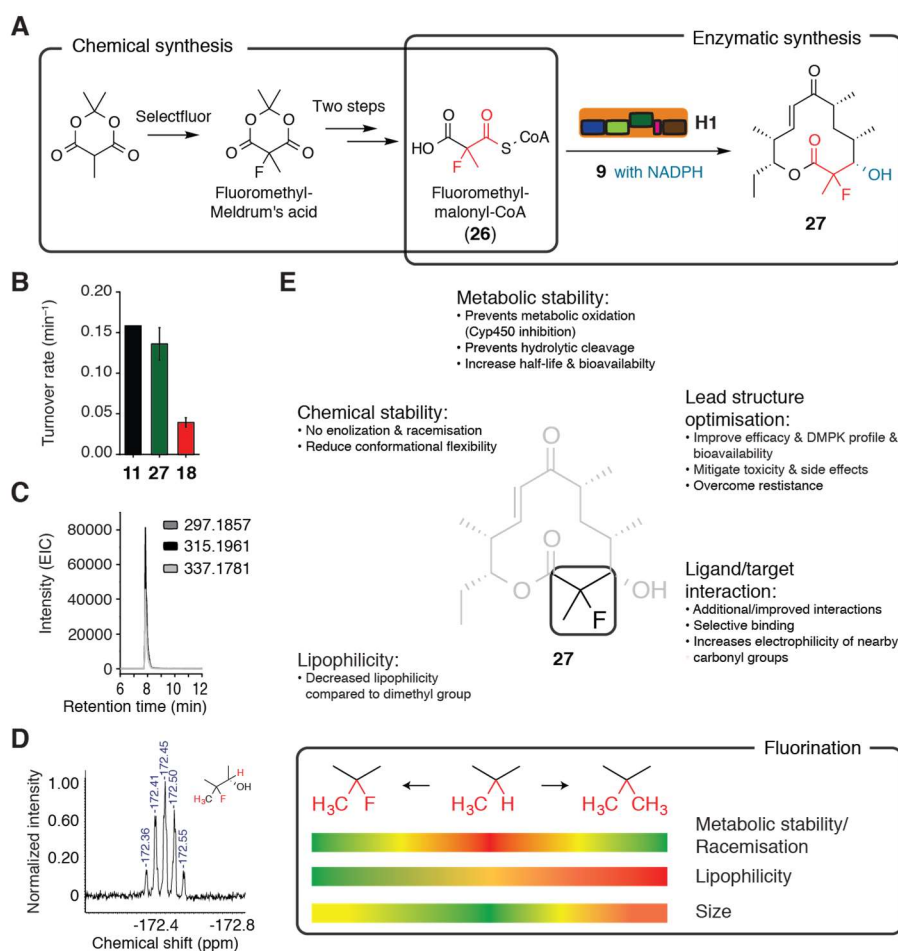 A
Chemical synthesis
Enzymatic synthesis
O
O
O
O
Selectfluor
O
O
O
O
F
Fluoromethyl-
Meldrum's acid
Two steps
O
O
HO
S
CoA
F
Fluoromethyl-
malonyl-CoA
(26)
H1
9 with NADPH
O
O
O
OH
F
27
B
Turnover rate (min⁻¹)
0.20
0.15
0.10
0.05
0.00
11 27 18
C
Intensity (EIC)
80000
60000
40000
20000
0
297.1857
315.1961
337.1781
6 8 10 12
Retention time (min)
D
Normalized intensity
1.00
0.60
0.20
0
-172.36
-172.41
-172.45
-172.50
-172.55
H
OH
H₃C F
-172.4 -172.8
Chemical shift (ppm)
E
Metabolic stability:
• Prevents metabolic oxidation
(Cyp450 inhibition)
• Prevents hydrolytic cleavage
• Increase half-life & bioavailabilty
Chemical stability:
• No enolization & racemisation
• Reduce conformational flexibility
Lead structure
optimisation:
• Improve efficacy & DMPK profile &
bioavailability
• Mitigate toxicity & side effects
• Overcome restistance
O
O
O
OH
F
27
Ligand/target
interaction:
• Additional/improved interactions
• Selective binding
• Increases electrophilicity of nearby
carbonyl groups
Lipophilicity:
• Decreased lipophilicity
compared to dimethyl group
Fluorination
H₃C F
H₃C H
H₃C CH₃
Metabolic stability/
Racemisation
Lipophilicity
Size